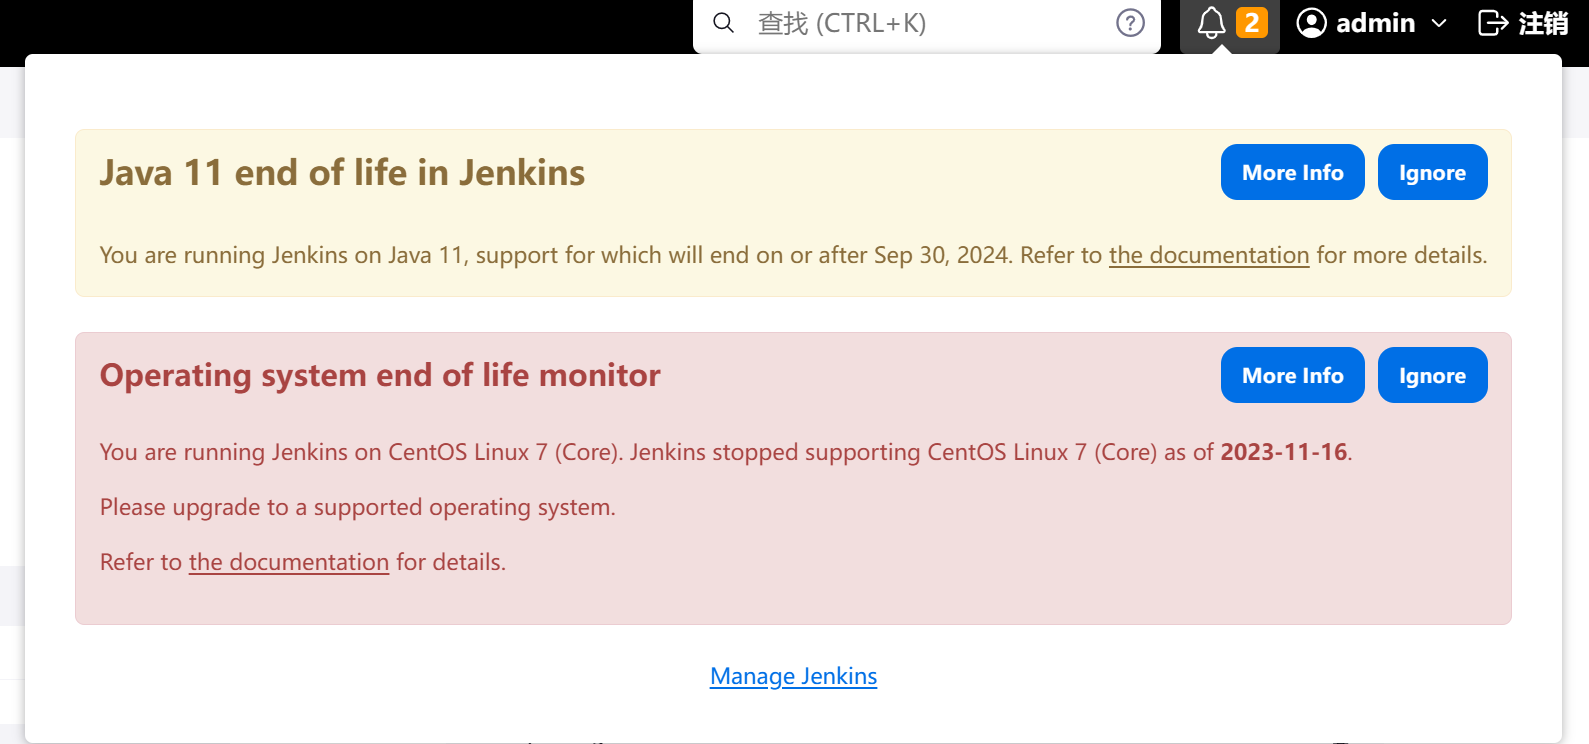 查找 (CTRL+K)
2
admin
注销
Java 11 end of life in Jenkins
More Info
Ignore
You are running Jenkins on Java 11, support for which will end on or after Sep 30, 2024. Refer to the documentation for more details.
Operating system end of life monitor
More Info
Ignore
You are running Jenkins on CentOS Linux 7 (Core). Jenkins stopped supporting CentOS Linux 7 (Core) as of 2023-11-16.
Please upgrade to a supported operating system.
Refer to the documentation for details.
Manage Jenkins